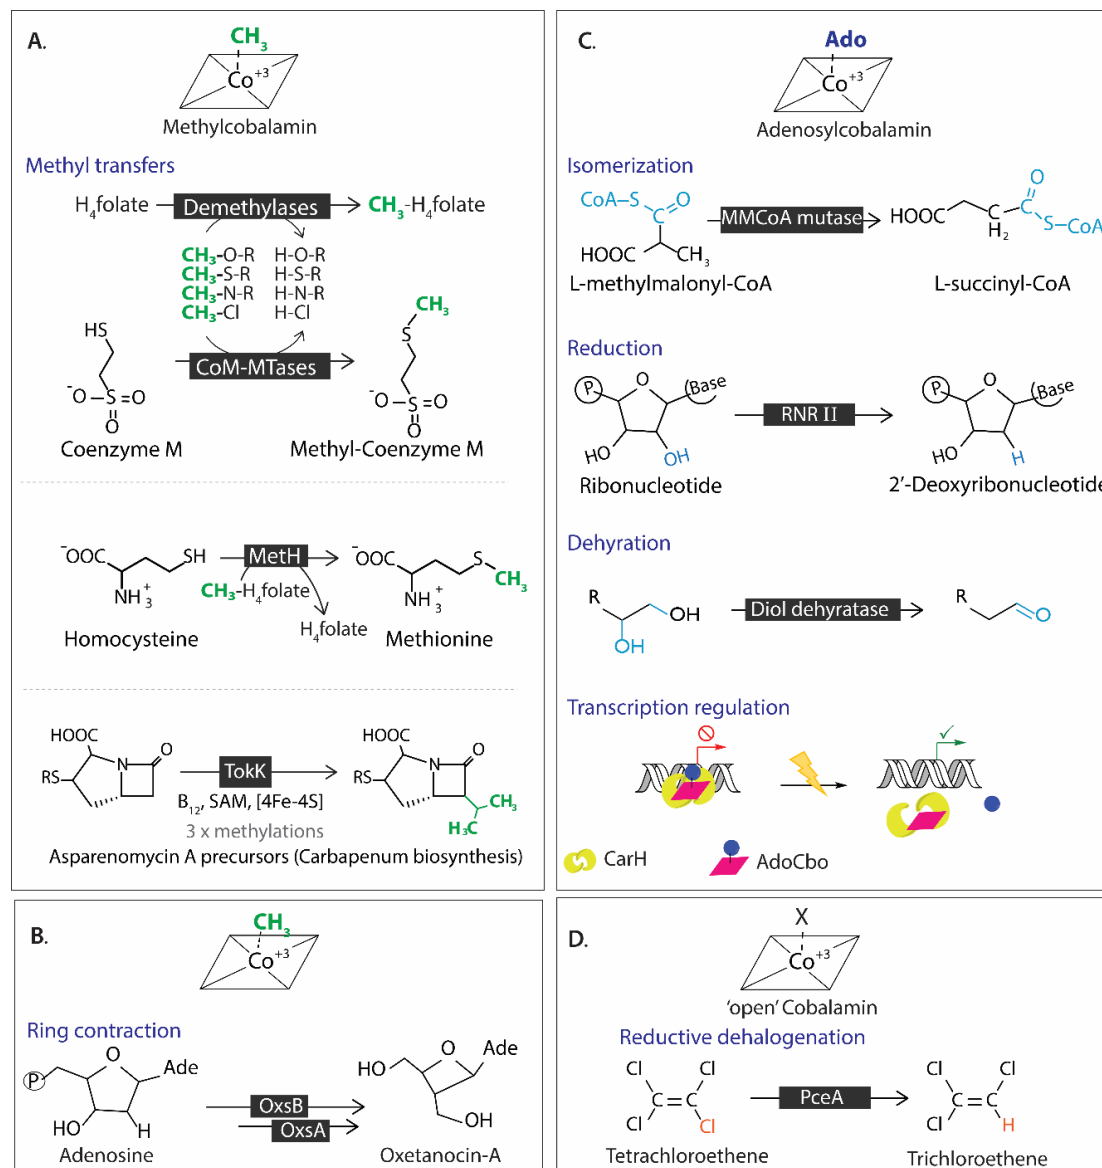 A.
CH3
Co+3
Methylcobalamin
Methyl transfers
H4folate
Demethylases
CH3-H4folate
CH3-O-R H-O-R
CH3-S-R H-S-R
CH3-N-R H-N-R
CH3-Cl H-Cl
HS
CH3
S
CoM-MTases
-O-S=O
O
-O-S=O
O
Coenzyme M
Methyl-Coenzyme M
-OOC
SH
NH3+
MetH
CH3-H4folate
H4folate
-OOC
S
CH3
NH3+
Homocysteine
Methionine
HOOC
O
N
RS
TokK
B12, SAM, [4Fe-4S]
3 x methylations
HOOC
O
N
RS
CH3
H3C
Asparenomycin A precursors (Carbapenum biosynthesis)
B.
CH3
Co+3
Ring contraction
P
O
Ade
HO
H
Adenosine
OxsB
OxsA
HO
O
Ade
OH
Oxetanocin-A
C.
Ado
Co+3
Adenosylcobalamin
Isomerization
CoA-S
O
HOOC
CH3
L-methylmalonyl-CoA
MMCoA mutase
HOOC
C
H2
O
C
S-CoA
L-succinyl-CoA
Reduction
P
O
Base
HO
OH
Ribonucleotide
RNR II
P
O
Base
HO
H
2'-Deoxyribonucleotide
Dehyration
R
OH
OH
Diol dehyratase
R
O
Transcription regulation
CarH
AdoCbo
D.
X
Co+3
'open' Cobalamin
Reductive dehalogenation
Cl Cl
C=C
Cl Cl
Tetrachloroethene
PceA
Cl Cl
C=C
Cl H
Trichloroethene